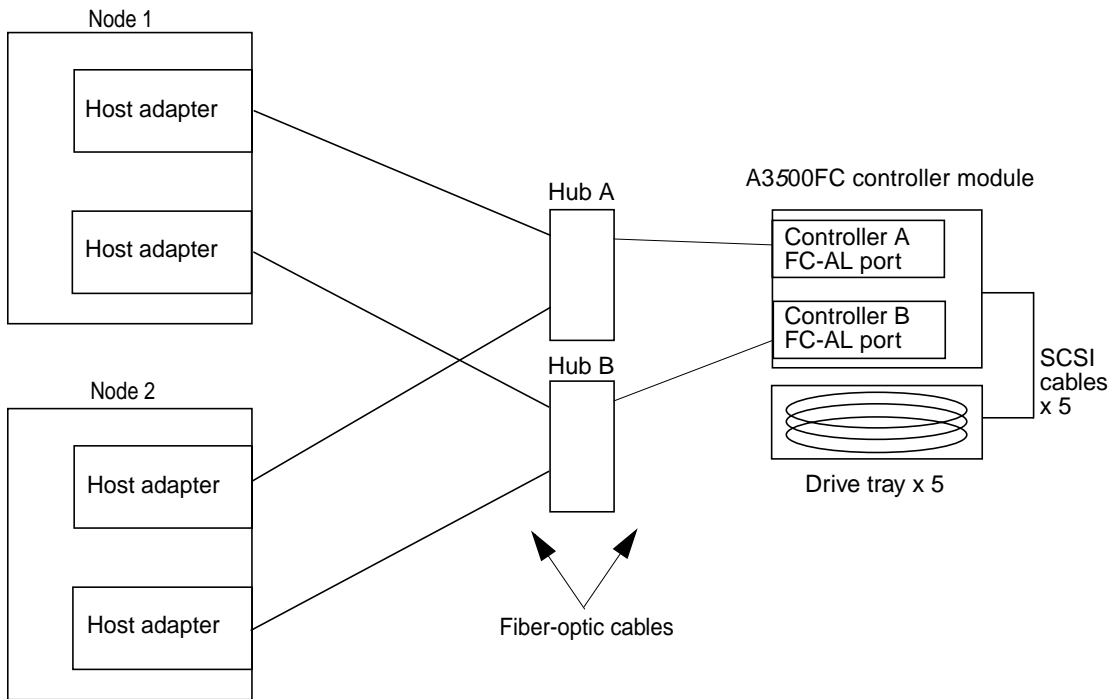 Node 1
Host adapter
Host adapter
Hub A
A3500FC controller module
Controller A
FC-AL port
Controller B
FC-AL port
SCSI
cables
x 5
Hub B
Node 2
Host adapter
Host adapter
Drive tray x 5
Fiber-optic cables